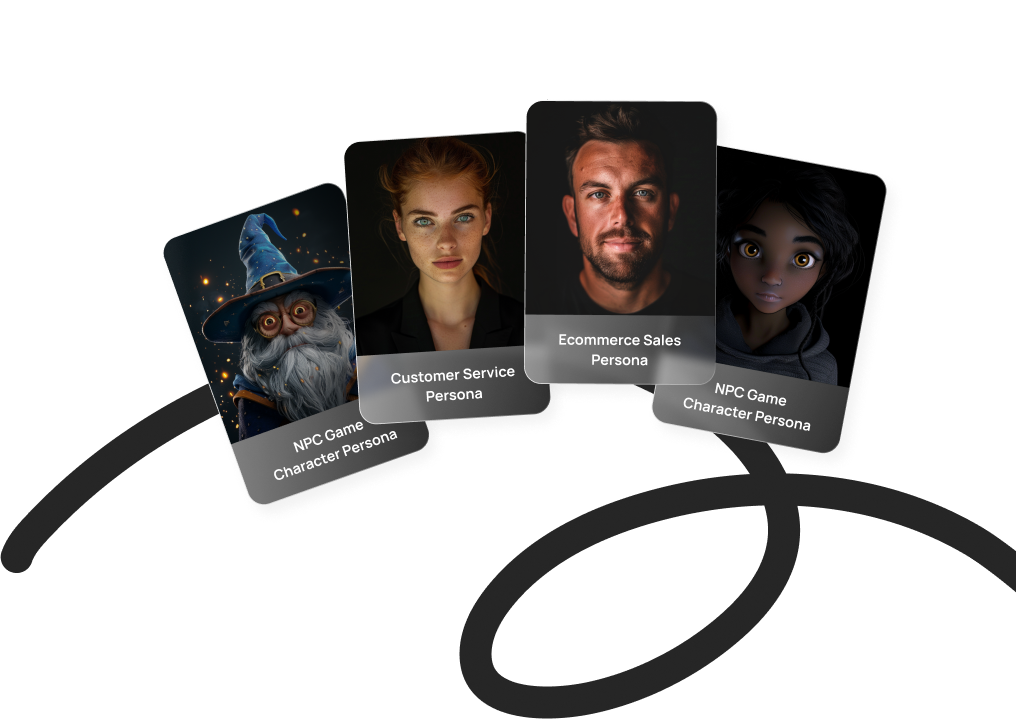 NPC Game
Character Persona
Customer Service
Persona
Ecommerce Sales
Persona
NPC Game
Character Persona